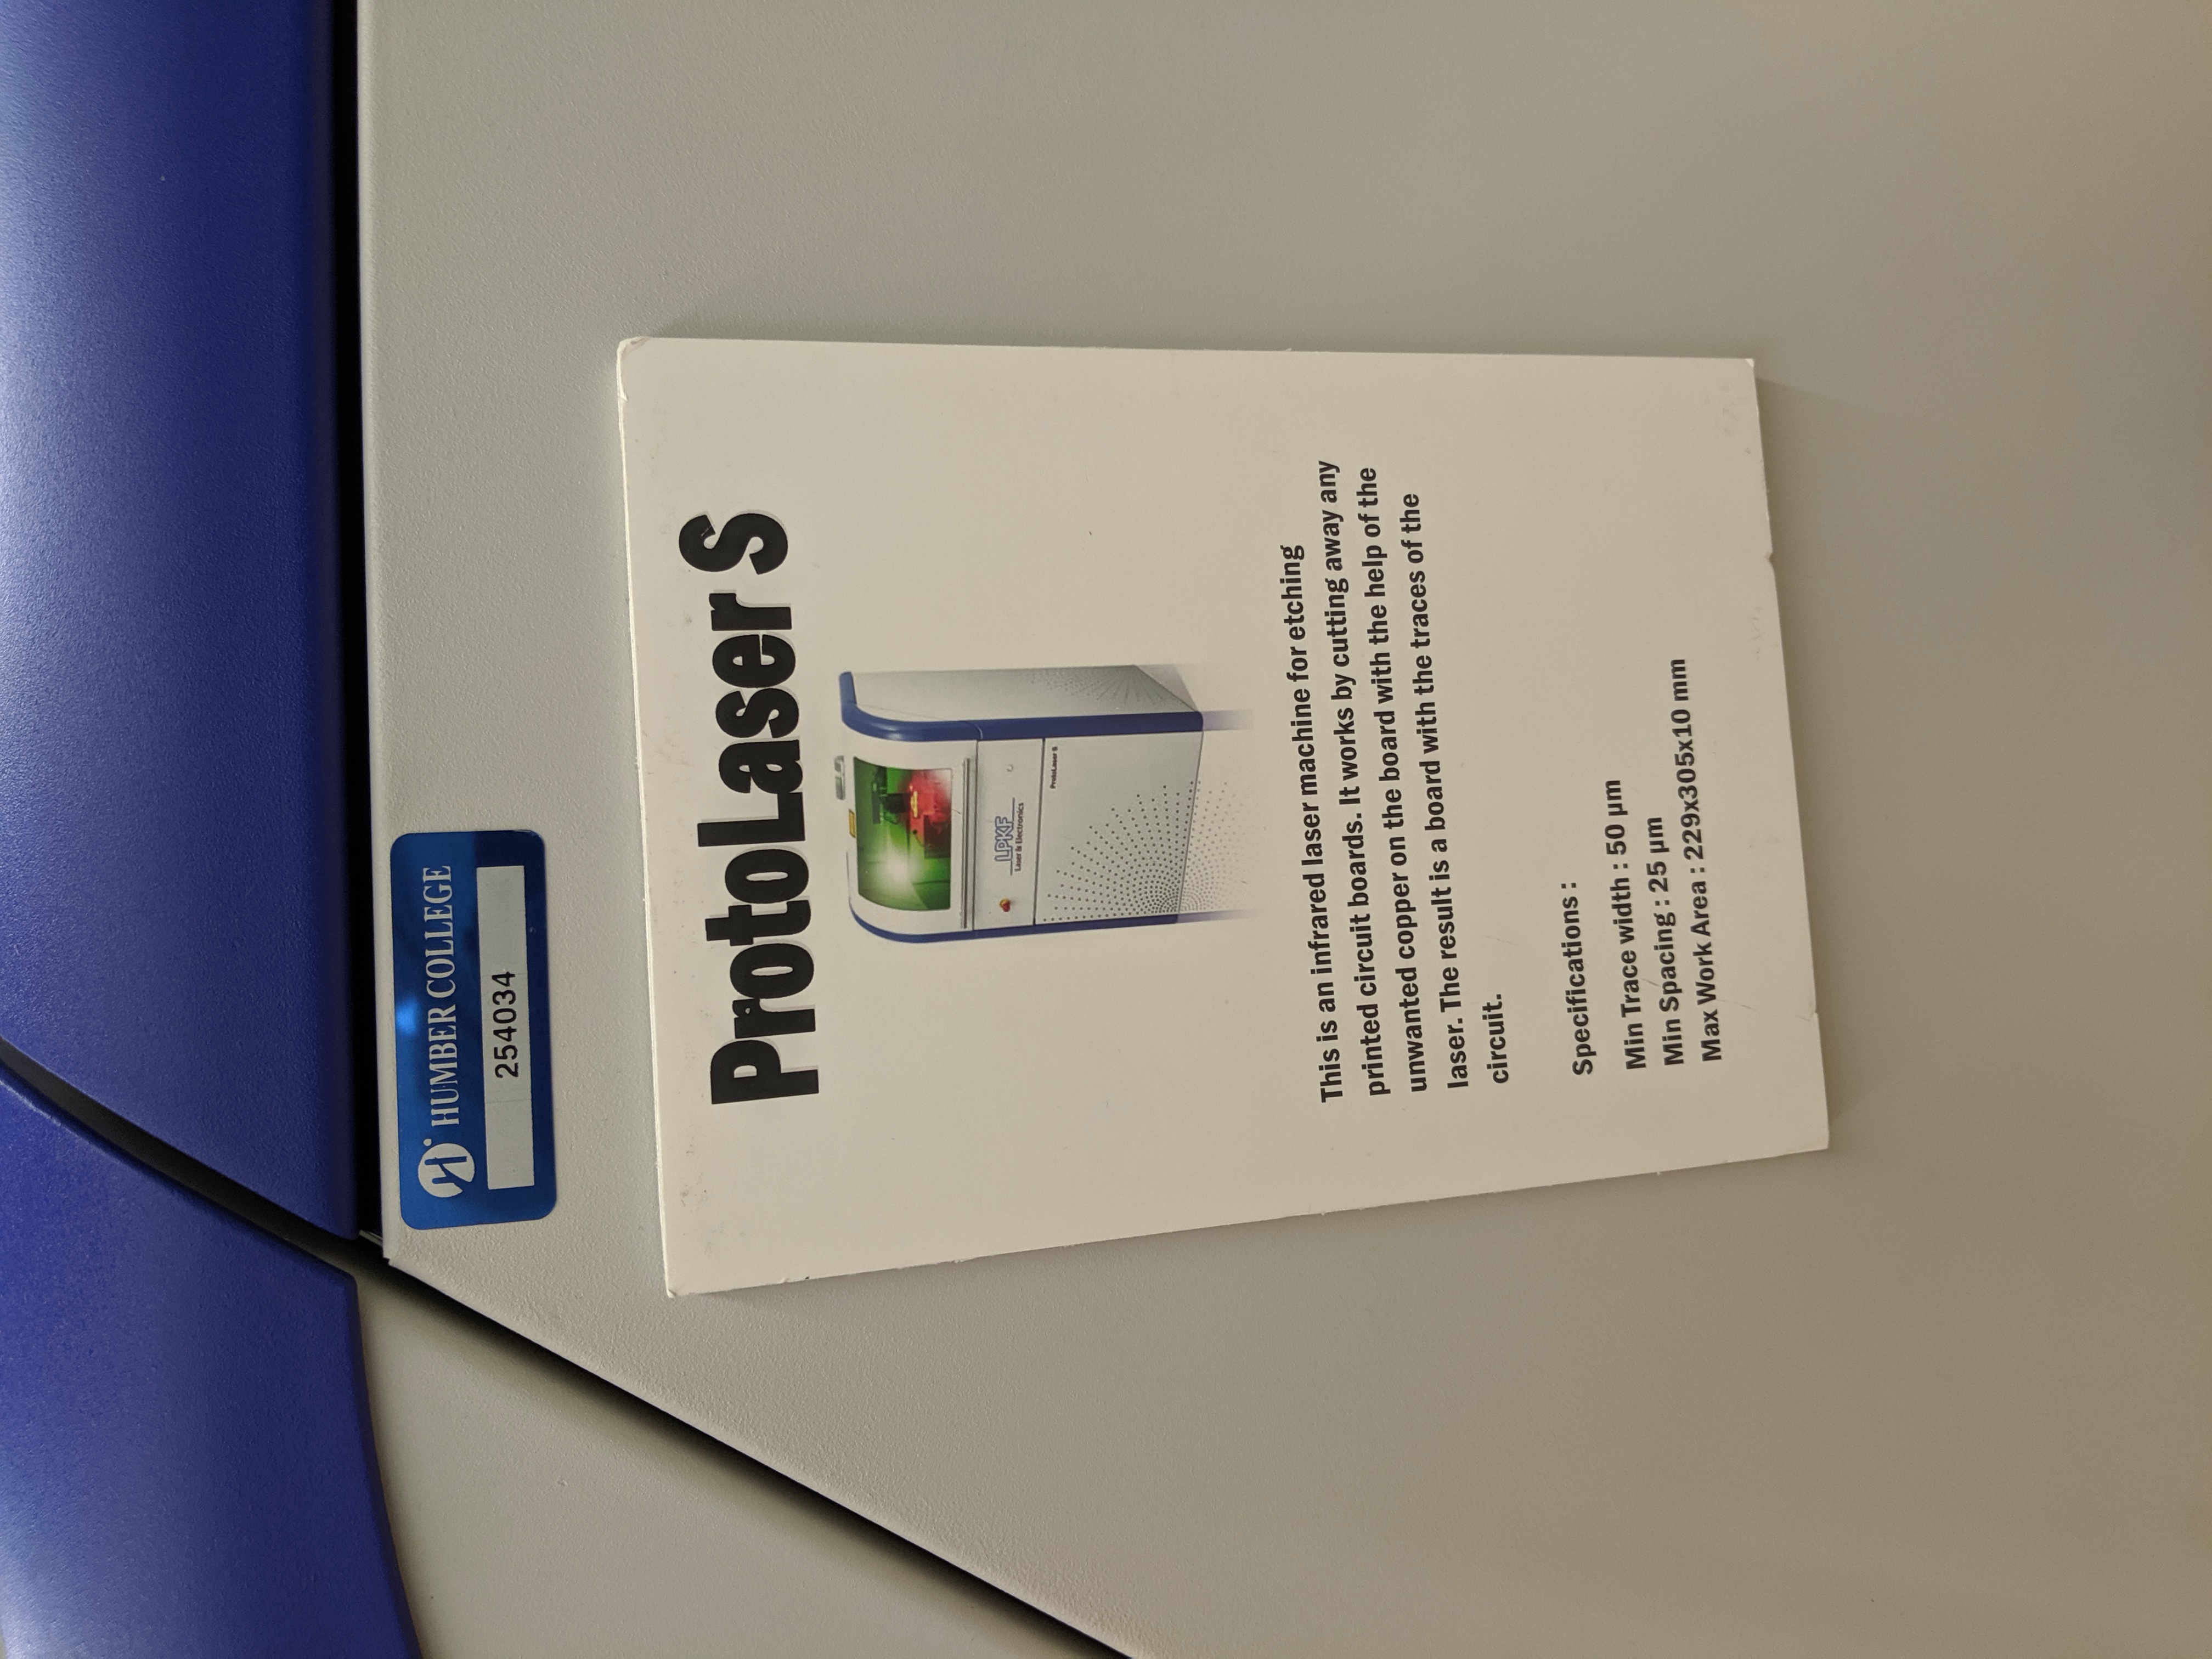 HUMBER COLLEGE
254034
ProtoLaser S
LPKF
Laser & Electronics
ProtoLaser S
This is an infrared laser machine for etching
printed circuit boards. It works by cutting away any
unwanted copper on the board with the help of the
laser. The result is a board with the traces of the
circuit.
Specifications :
Min Trace width : 50 µm
Min Spacing : 25 µm
Max Work Area : 229x305x10 mm